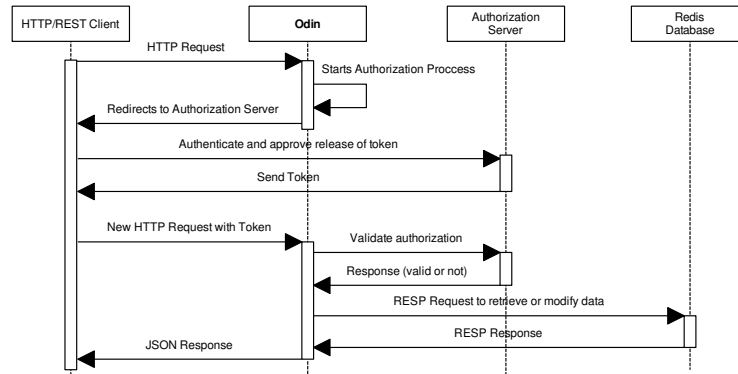 HTTP/REST Client
Odin
Authorization
Server
Redis
Database
HTTP Request
Starts Authorization Proccess
Redirects to Authorization Server
Authenticate and approve release of token
Send Token
New HTTP Request with Token
Validate authorization
Response (valid or not)
RESP Request to retrieve or modify data
RESP Response
JSON Response